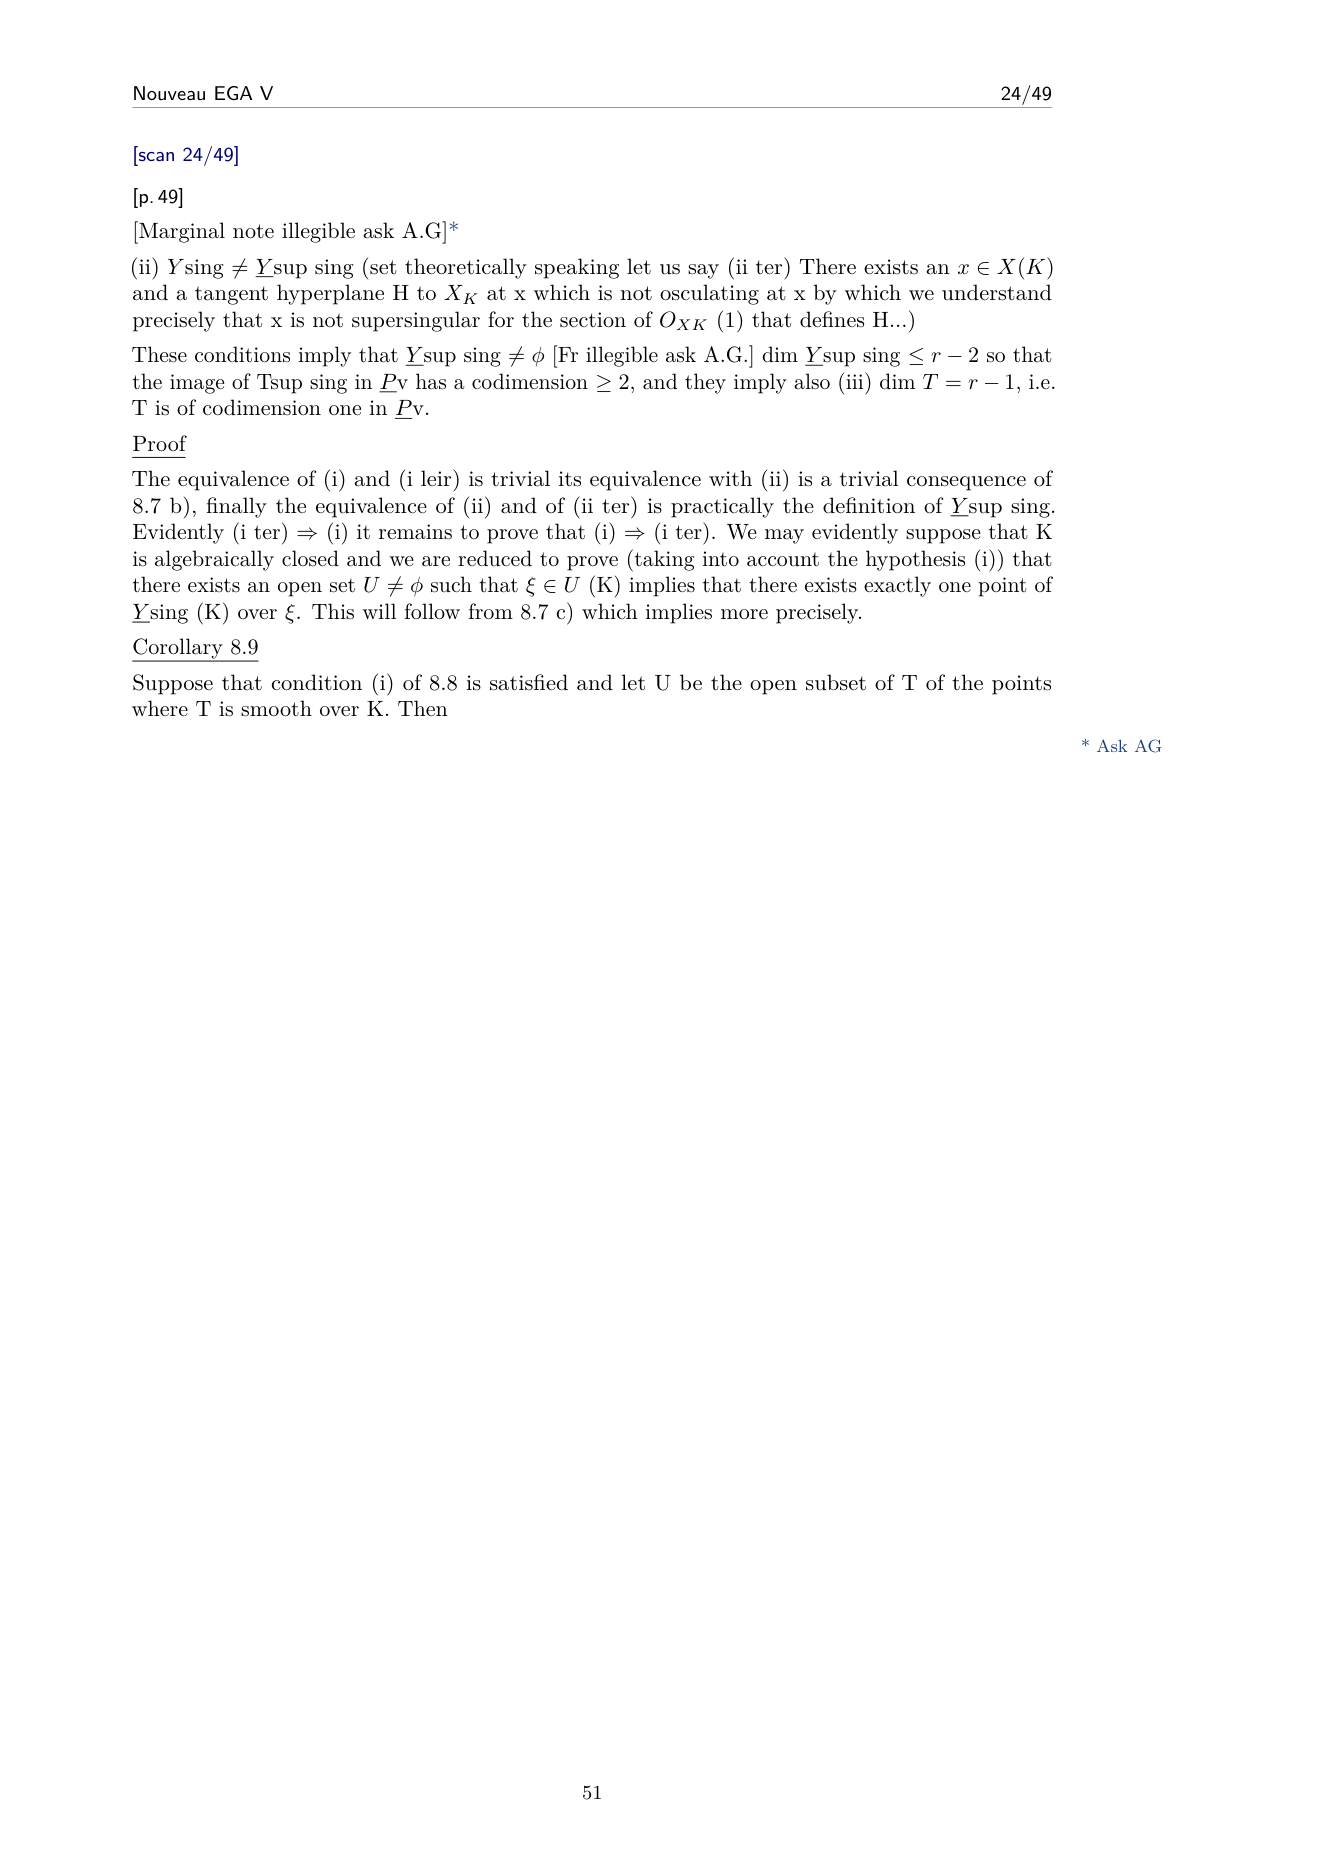 Nouveau EGA V 24/49
[scan 24/49]
[p. 49]
[Marginal note illegible ask A.G]*
(ii) Y sing ≠ Y sup sing (set theoretically speaking let us say (ii ter) There exists an x ∈ X(K)
and a tangent hyperplane H to X_K at x which is not osculating at x by which we understand
precisely that x is not supersingular for the section of O_{XK} (1) that defines H...)
These conditions imply that Y sup sing ≠ ϕ [Fr illegible ask A.G.] dim Y sup sing ≤ r − 2 so that
the image of Tsup sing in Pv has a codimension ≥ 2, and they imply also (iii) dim T = r − 1, i.e.
T is of codimension one in Pv.
Proof
The equivalence of (i) and (i leir) is trivial its equivalence with (ii) is a trivial consequence of
8.7 b), finally the equivalence of (ii) and of (ii ter) is practically the definition of Y sup sing.
Evidently (i ter) ⇒ (i) it remains to prove that (i) ⇒ (i ter). We may evidently suppose that K
is algebraically closed and we are reduced to prove (taking into account the hypothesis (i)) that
there exists an open set U ≠ ϕ such that ξ ∈ U (K) implies that there exists exactly one point of
Y sing (K) over ξ. This will follow from 8.7 c) which implies more precisely.
Corollary 8.9
Suppose that condition (i) of 8.8 is satisfied and let U be the open subset of T of the points
where T is smooth over K. Then
* Ask AG
51